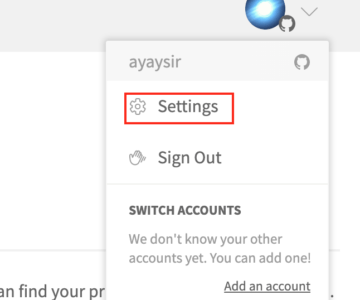 ayaysir
Settings
Sign Out
SWITCH ACCOUNTS
We don't know your other
accounts yet. You can add one!
Add an account
an find your pr
.